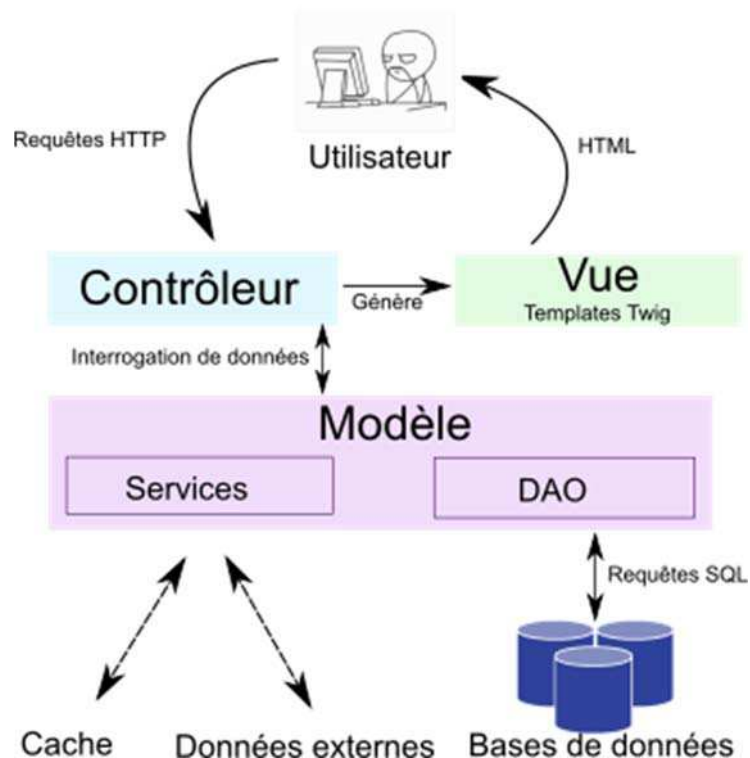 Requêtes HTTP
Utilisateur
HTML
Contrôleur
Génère
Vue
Templates Twig
Interrogation de données
Modèle
Services
DAO
Requêtes SQL
Cache
Données externes
Bases de données